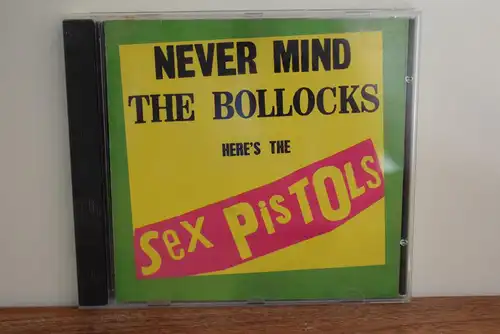 NEVER MIND
THE BOLLOCKS
HERE'S THE
Sex PisTOLs